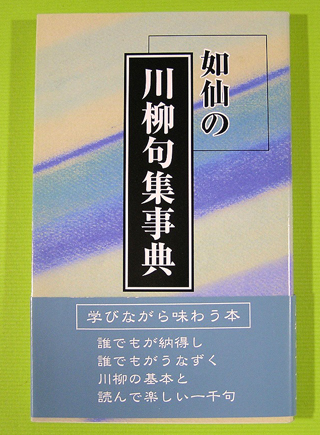 如仙の
川柳句集事典
学びながら味わう本
誰でもが納得し
誰でもがうなずく
川柳の基本と
読んで楽しい一千句